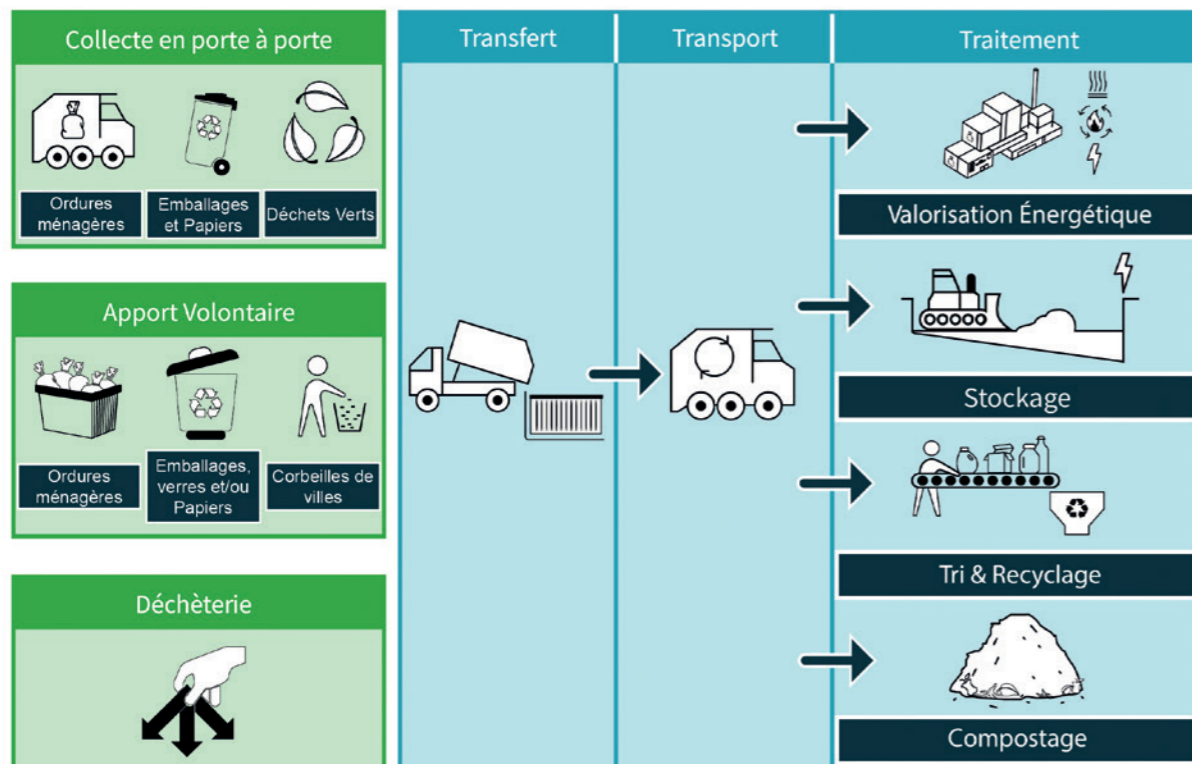 Collecte en porte à porte
Ordures
ménagères
Emballages
et Papiers
Déchets Verts
Apport Volontaire
Ordures
ménagères
Emballages,
verres et/ou
Papiers
Corbeilles de
villes
Déchèterie
Transfert
Transport
Traitement
Valorisation Énergétique
Stockage
Tri & Recyclage
Compostage